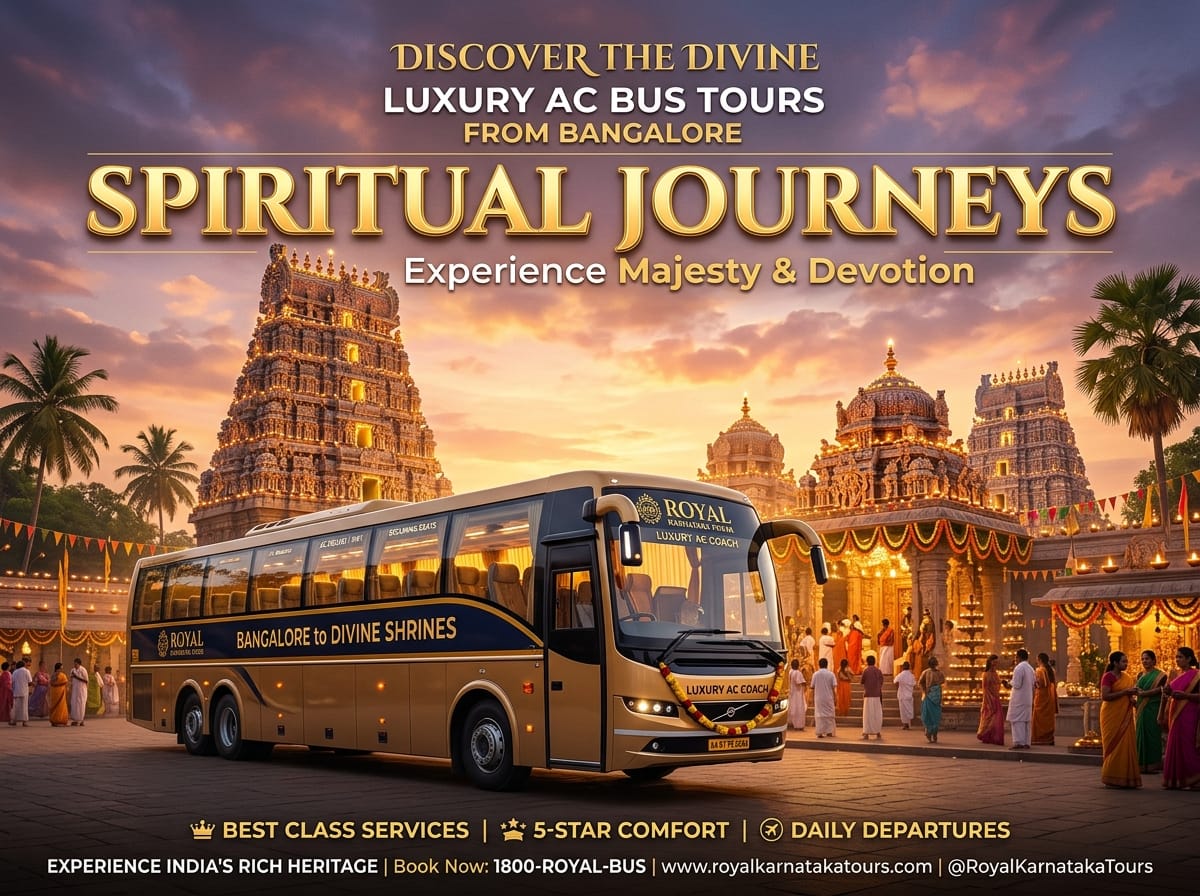 DISCOVER THE DIVINE
LUXURY AC BUS TOURS
FROM BANGALORE
SPIRITUAL JOURNEYS
Experience Majesty & Devotion
ROYAL
LUXURY AC COACH
ROYAL
BANGALORE to DIVINE SHRINES
LUXURY AC COACH
BEST CLASS SERVICES | 5-STAR COMFORT | DAILY DEPARTURES
EXPERIENCE INDIA'S RICH HERITAGE | Book Now: 1800-ROYAL-BUS | www.royalkarnatakatours.com | @RoyalKarnatakaTours